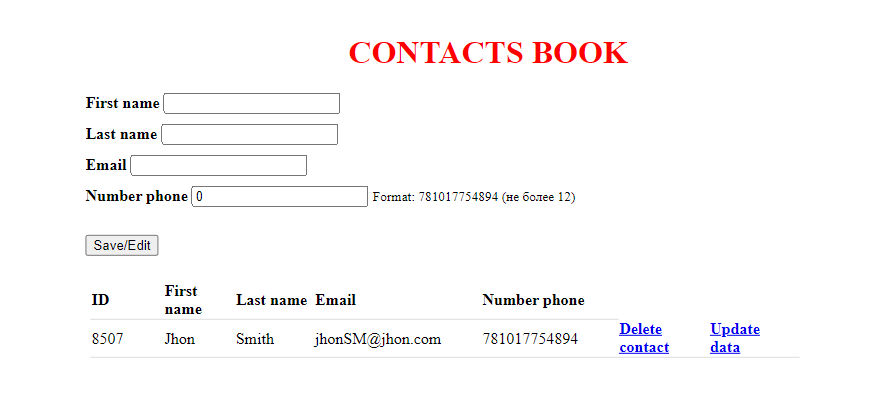 CONTACTS BOOK
First name
Last name
Email
Number phone 0 Format: 781017754894 (не более 12)
Save/Edit
ID First name Last name Email Number phone
8507 Jhon Smith jhonSM@jhon.com 781017754894 Delete contact Update data